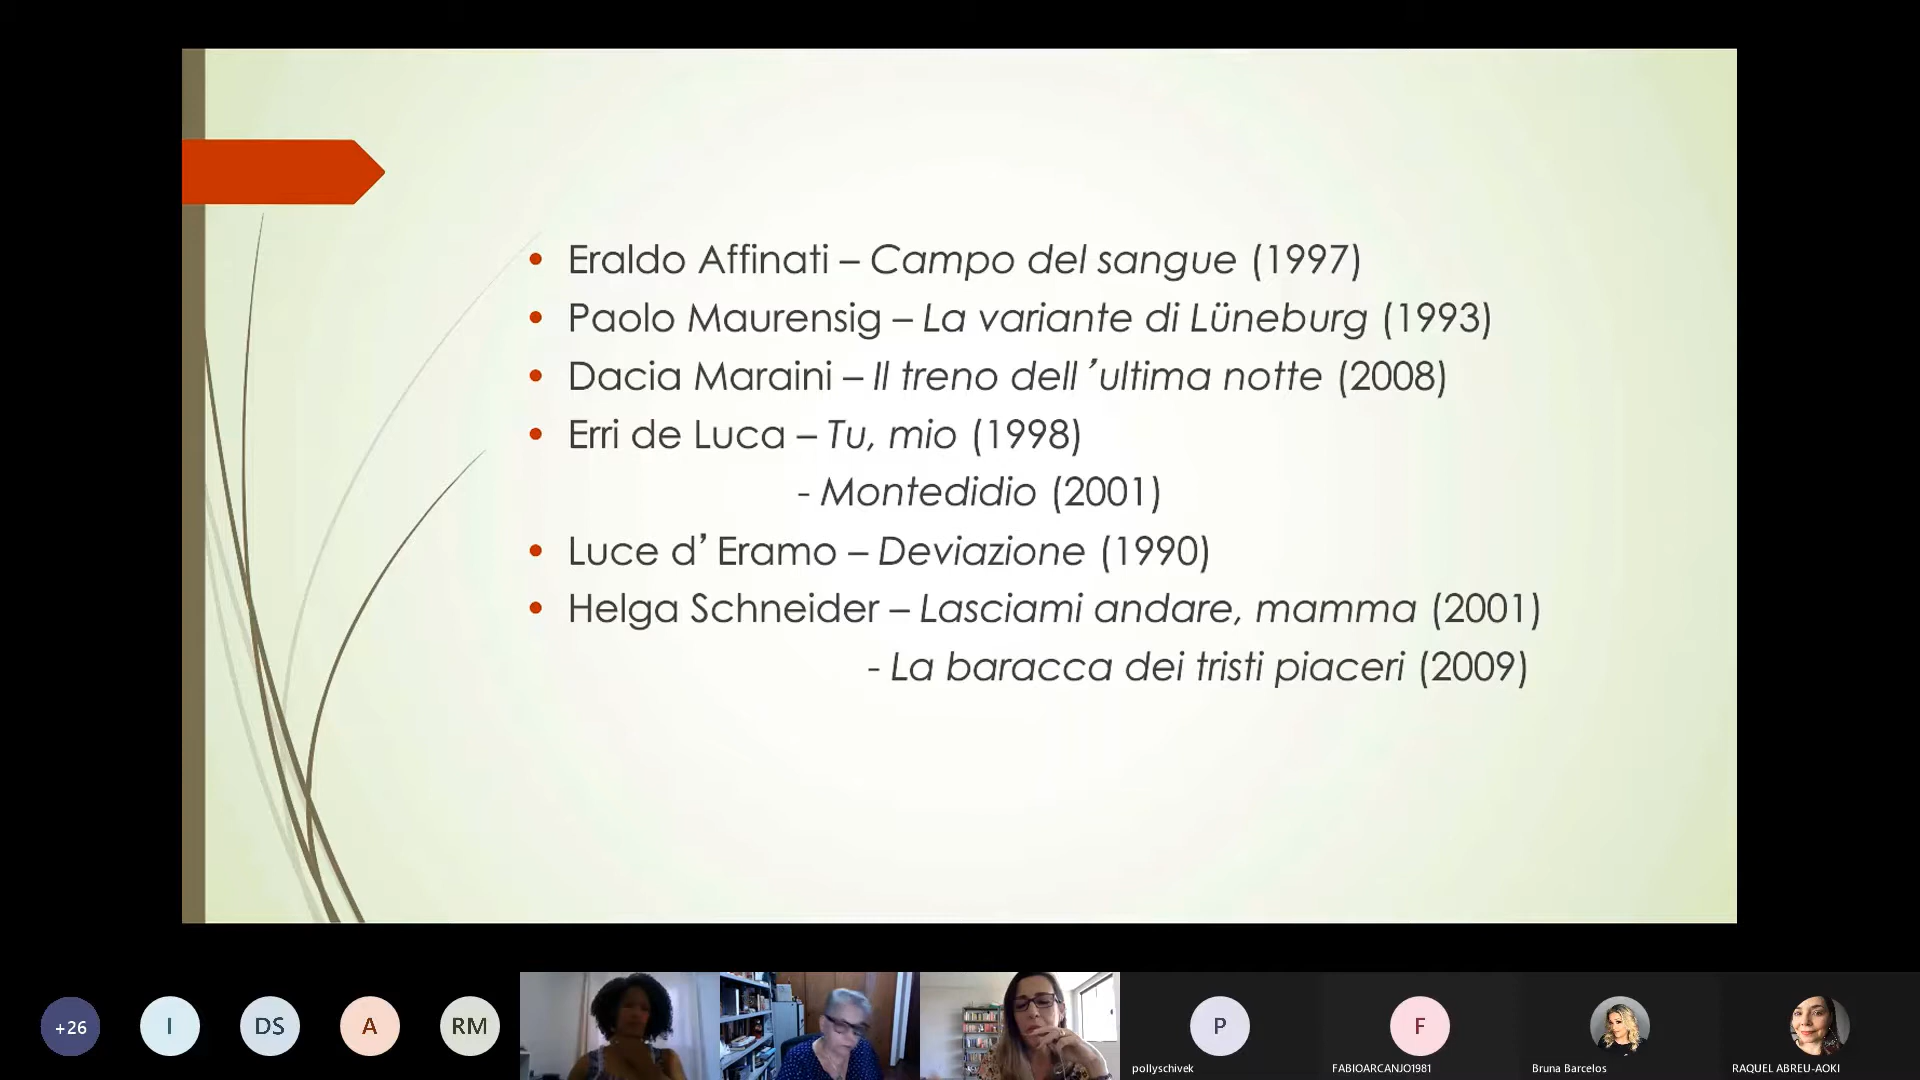 • Eraldo Affinati – Campo del sangue (1997)
• Paolo Maurensig – La variante di Lüneburg (1993)
• Dacia Maraini – Il treno dell’ultima notte (2008)
• Erri de Luca – Tu, mio (1998)
- Montedidio (2001)
• Luce d’Eramo – Deviazione (1990)
• Helga Schneider – Lasciami andare, mamma (2001)
- La baracca dei tristi piaceri (2009)
+26 I DS A RM P F
pollyschivek FABIOARCANJO1981 Bruna Barcelos RAQUEL ABREU-AOKI